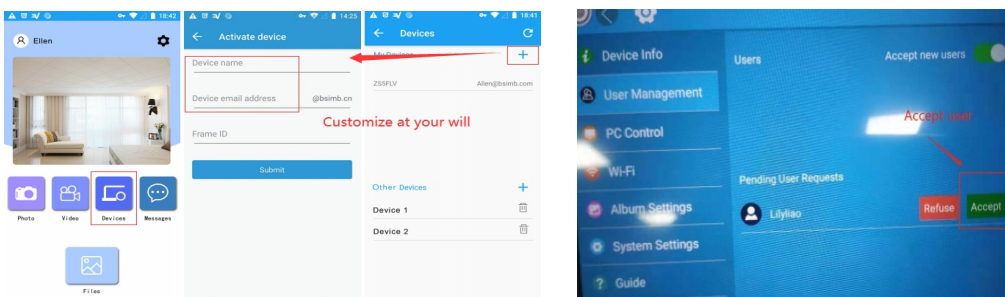 18:42
Ellen
Photo
Video
Devices
Messages
Files
14:25
Activate device
Device name
Device email address
@bsimb.cn
Frame ID
Submit
18:41
Devices
My Devices
ZS5FLV
Allen@bsimb.com
Other Devices
Device 1
Device 2
Customize at your will
Device Info
User Management
PC Control
Wi-Fi
Album Settings
System Settings
Guide
Users
Accept new users
Accept user
Pending User Requests
Lilyliao
Refuse
Accept